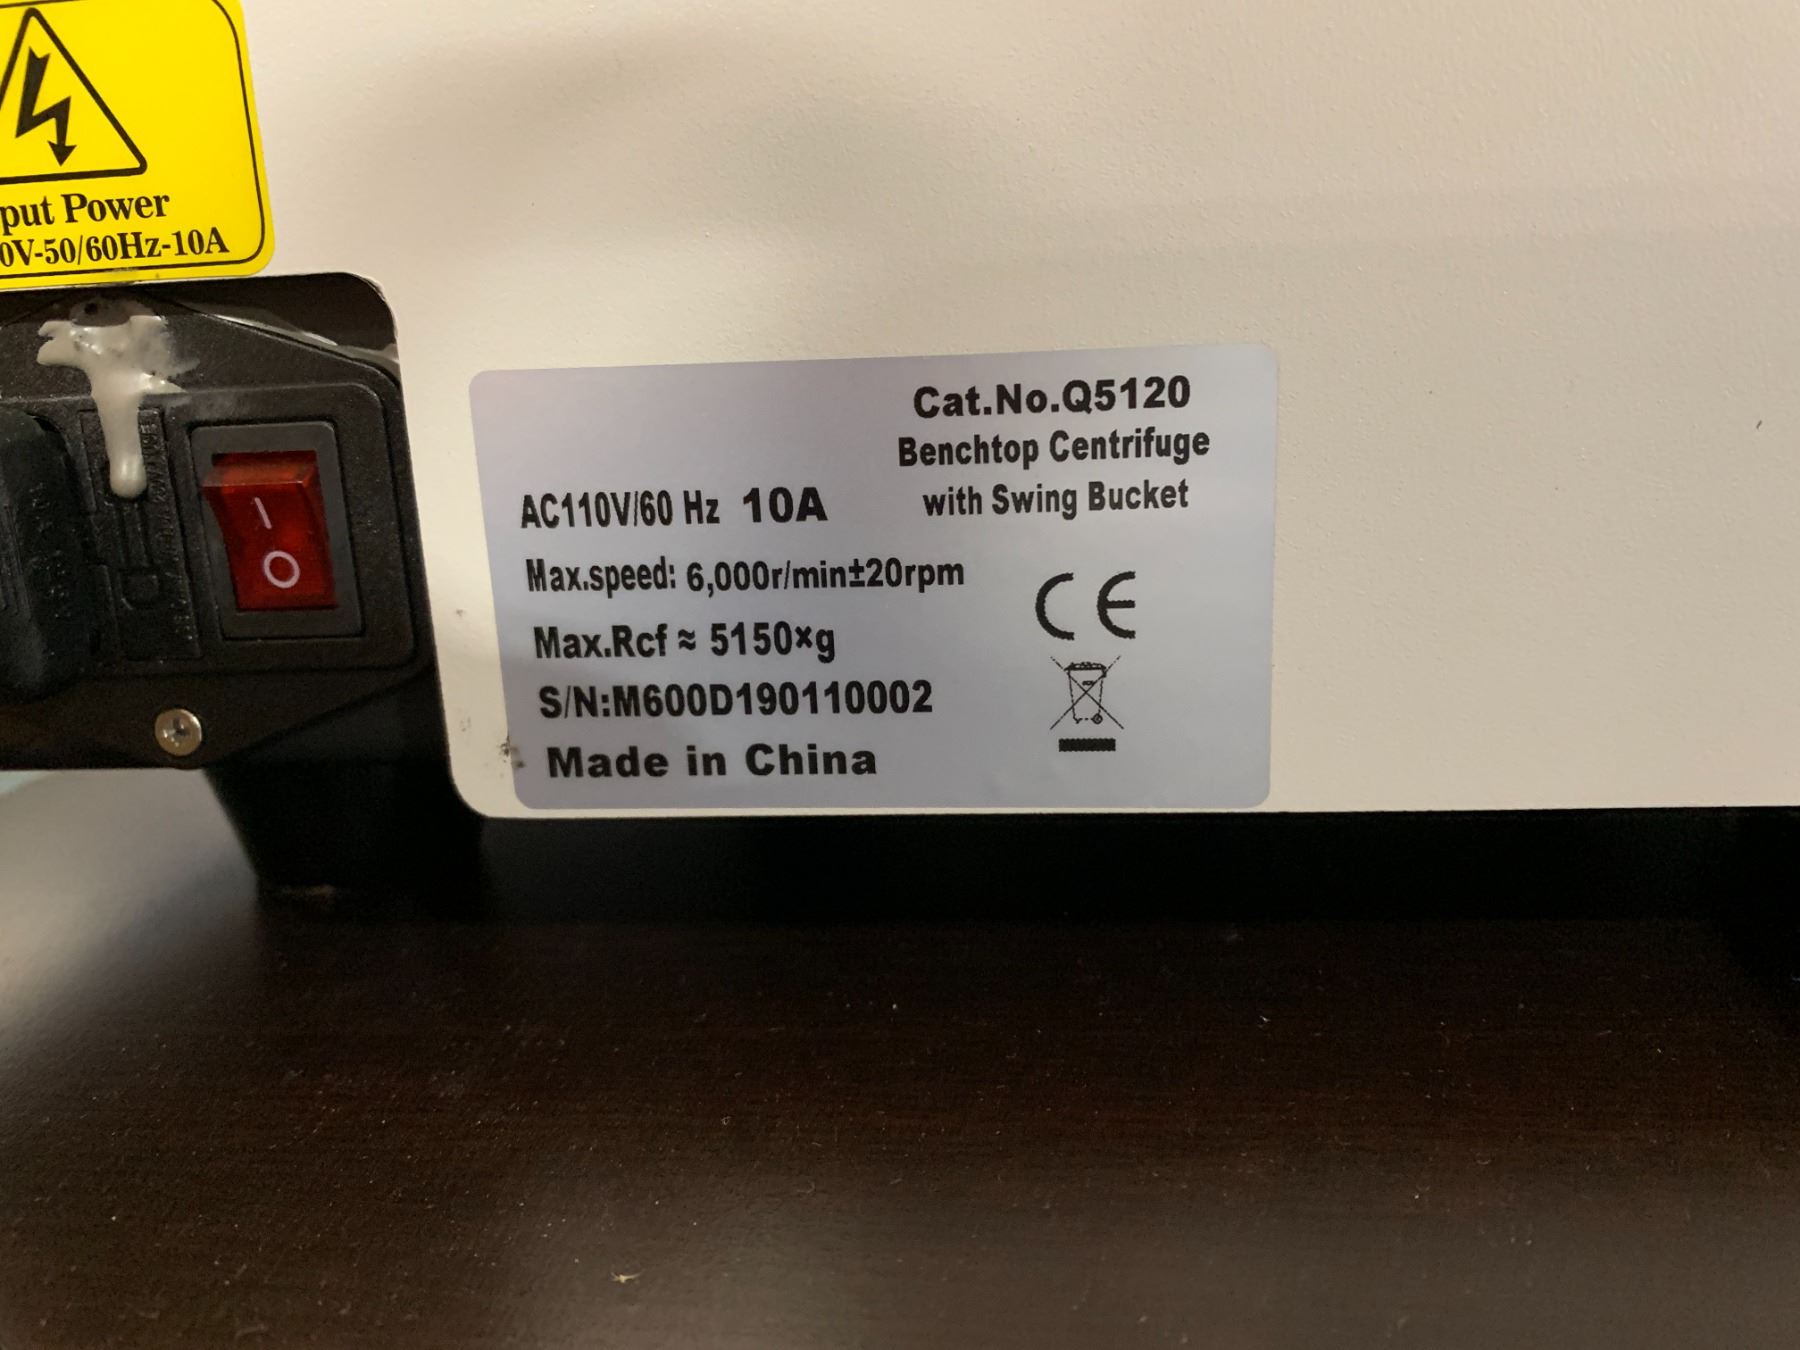 put Power
0V-50/60Hz-10A
Cat.No.Q5120
Benchtop Centrifuge
with Swing Bucket
AC110V/60 Hz 10A
Max.speed: 6,000r/min±20rpm
Max.Rcf ≈ 5150×g
S/N:M600D190110002
Made in China
CE
I
O